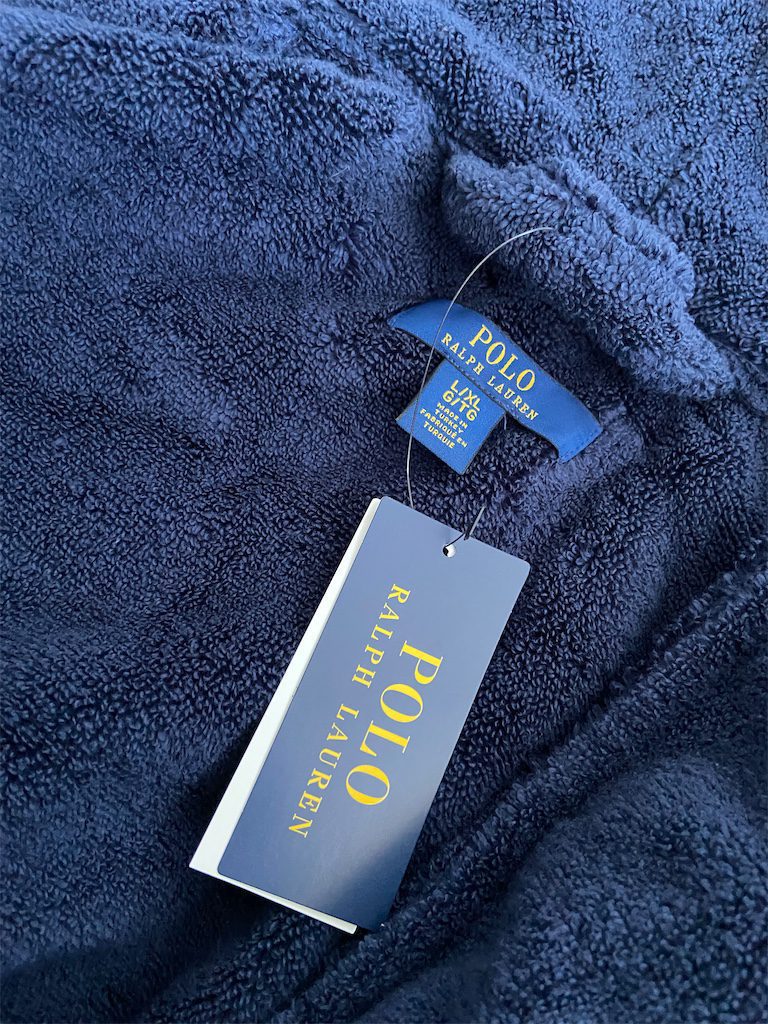 POLO
RALPH LAUREN
L/XL
G/TG
MADE IN
TURKEY
FABRIQUÉ EN
TURQUIE
POLO
RALPH LAUREN